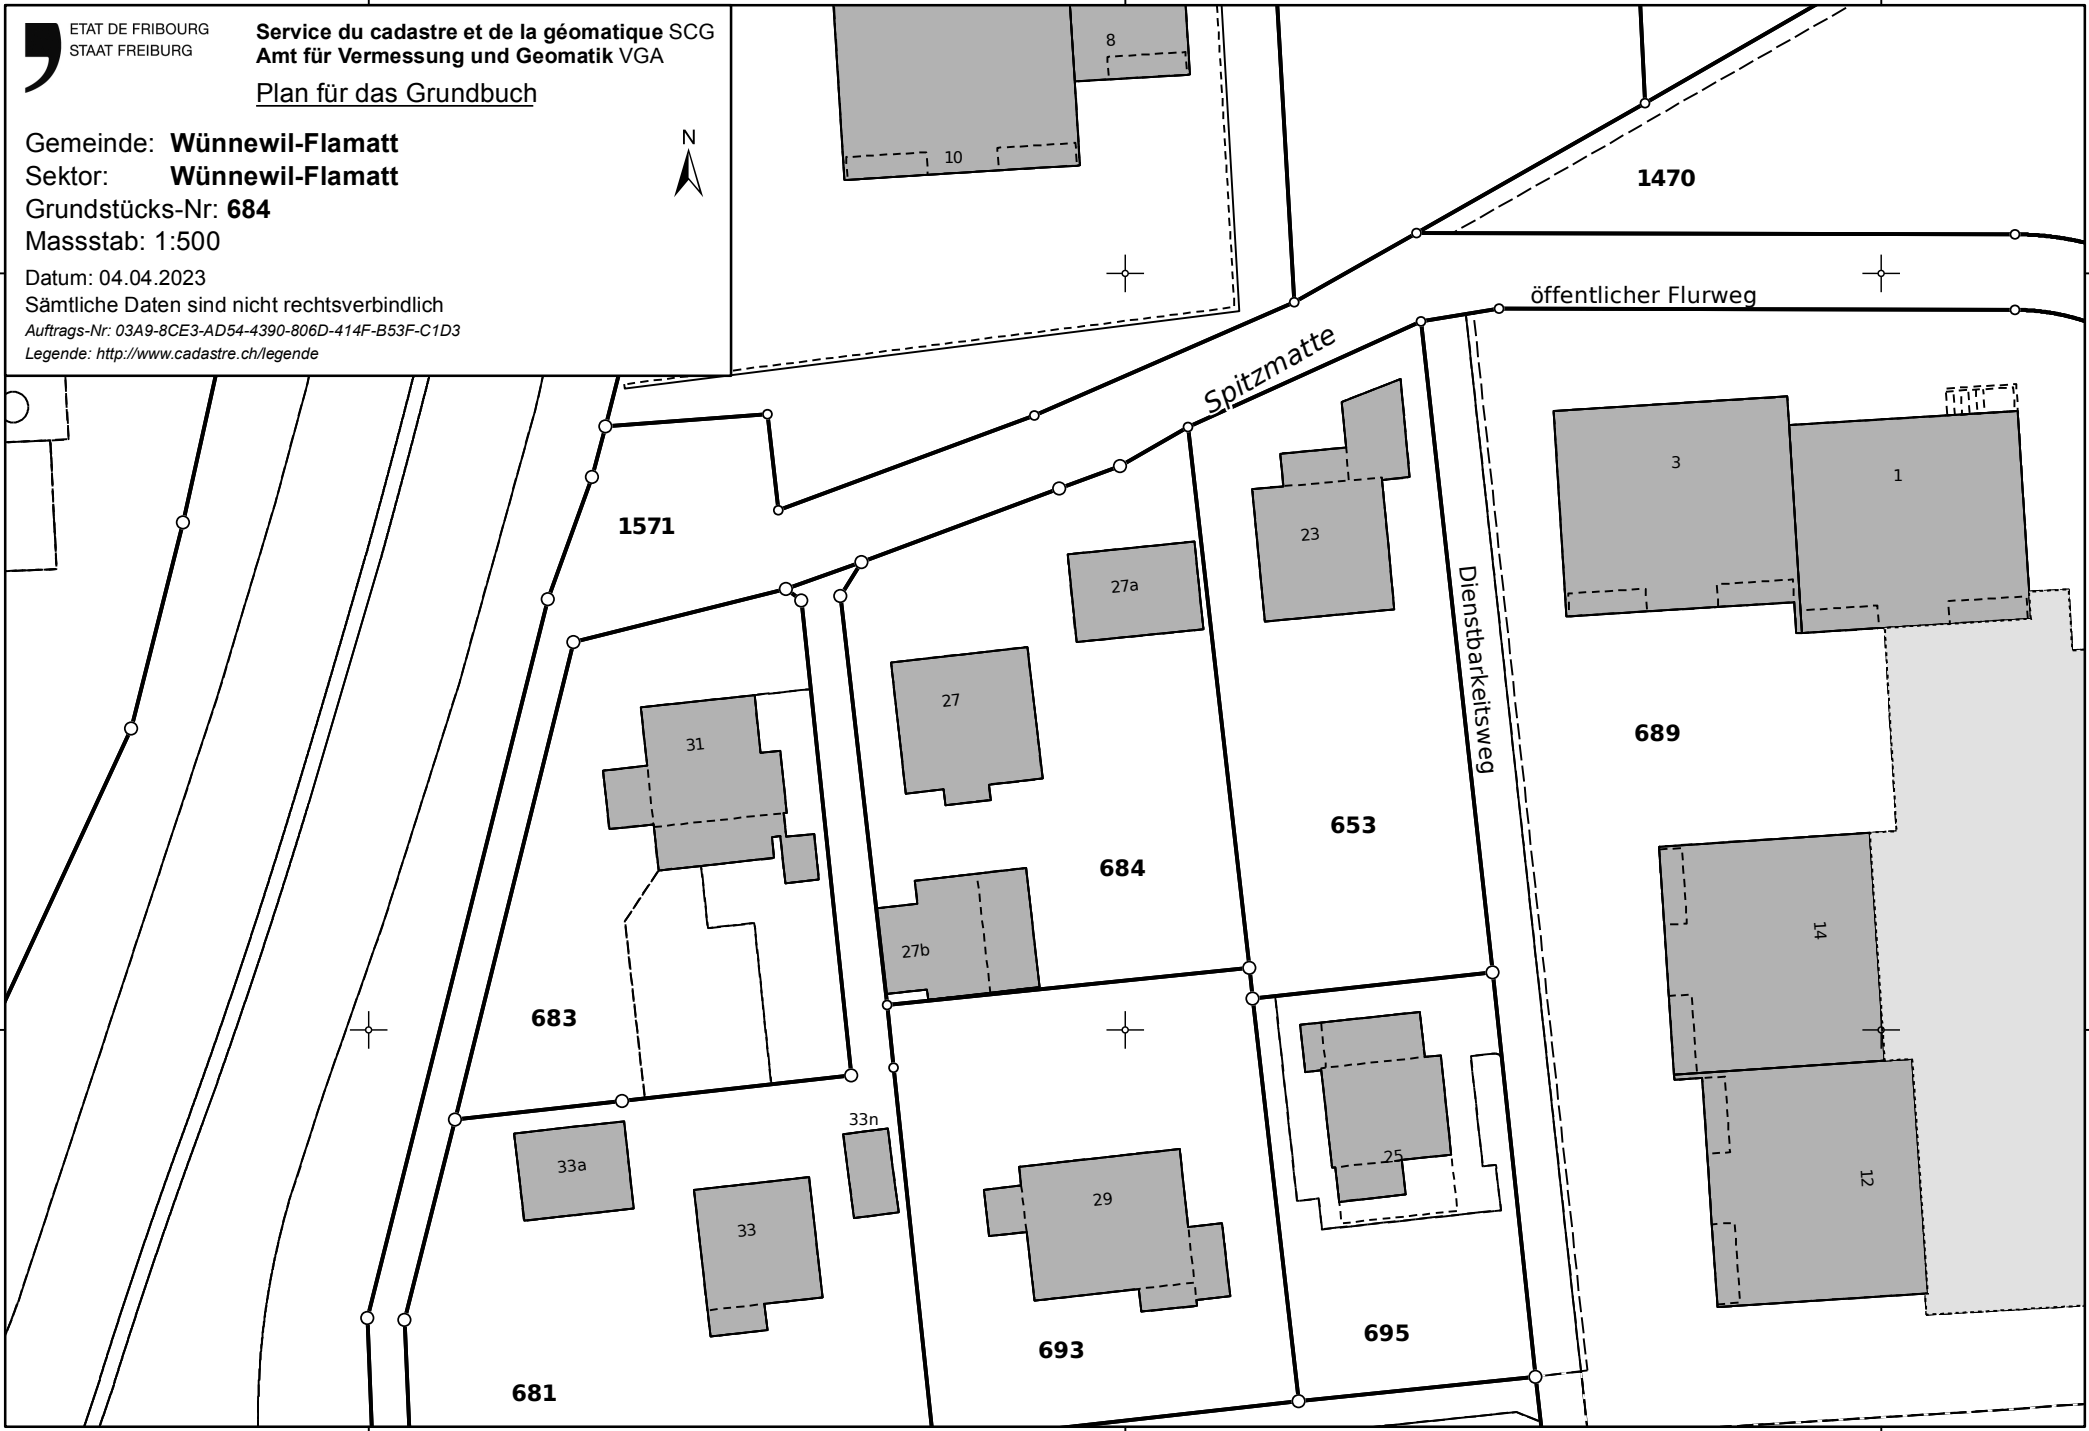 ETAT DE FRIBOURG
STAAT FREIBURG
Service du cadastre et de la géomatique SCG
Amt für Vermessung und Geomatik VGA
Plan für das Grundbuch
Gemeinde: Wünnewil-Flamatt
Sektor: Wünnewil-Flamatt
Grundstücks-Nr: 684
Massstab: 1:500
Datum: 04.04.2023
Sämtliche Daten sind nicht rechtsverbindlich
Auftrags-Nr: 03A9-8CE3-AD54-4390-806D-414F-B53F-C1D3
Legende: http://www.cadastre.ch/legende
N
8
10
1470
öffentlicher Flurweg
Spitzmatte
3
1
1571
23
27a
Dienstbarkeitsweg
27
31
689
653
684
14
27b
683
33n
33a
25
12
29
33
695
693
681